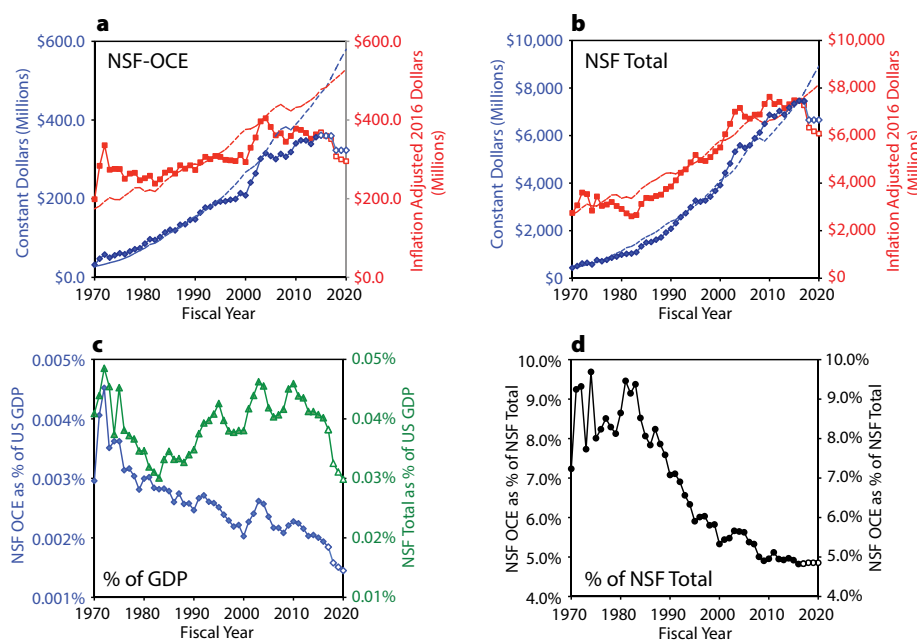 a
NSF-OCE
Constant Dollars (Millions)
$600.0
$400.0
$200.0
$0.0
$600.0
$400.0
$200.0
$0.0
Inflation Adjusted 2016 Dollars
(Millions)
1970 1980 1990 2000 2010 2020
Fiscal Year
b
NSF Total
Constant Dollars (Millions)
$10,000
$8,000
$6,000
$4,000
$2,000
$0
$10,000
$8,000
$6,000
$4,000
$2,000
$0
Inflation Adjusted 2016 Dollars
(Millions)
1970 1980 1990 2000 2010 2020
Fiscal Year
c
% of GDP
NSF OCE as % of US GDP
0.005%
0.004%
0.003%
0.002%
0.001%
0.05%
0.04%
0.03%
0.02%
0.01%
NSF Total as % of US GDP
1970 1980 1990 2000 2010 2020
Fiscal Year
d
% of NSF Total
NSF OCE as % of NSF Total
10.0%
9.0%
8.0%
7.0%
6.0%
5.0%
4.0%
10.0%
9.0%
8.0%
7.0%
6.0%
5.0%
4.0%
NSF OCE as % of NSF Total
1970 1980 1990 2000 2010 2020
Fiscal Year